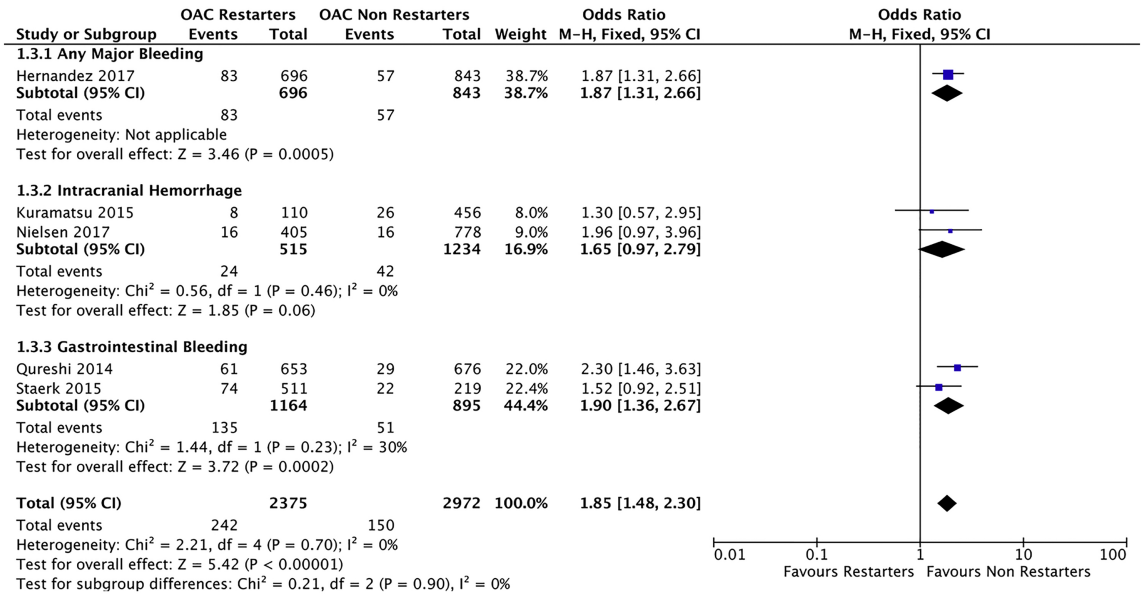 OAC Restarters OAC Non Restarters Odds Ratio Odds Ratio
Study or Subgroup Events Total Events Total Weight M-H, Fixed, 95% CI M-H, Fixed, 95% CI
1.3.1 Any Major Bleeding
Hernandez 2017 83 696 57 843 38.7% 1.87 [1.31, 2.66]
Subtotal (95% CI) 696 843 38.7% 1.87 [1.31, 2.66]
Total events 83 57
Heterogeneity: Not applicable
Test for overall effect: Z = 3.46 (P = 0.0005)
1.3.2 Intracranial Hemorrhage
Kuramatsu 2015 8 110 26 456 8.0% 1.30 [0.57, 2.95]
Nielsen 2017 16 405 16 778 9.0% 1.96 [0.97, 3.96]
Subtotal (95% CI) 515 1234 16.9% 1.65 [0.97, 2.79]
Total events 24 42
Heterogeneity: Chi² = 0.56, df = 1 (P = 0.46); I² = 0%
Test for overall effect: Z = 1.85 (P = 0.06)
1.3.3 Gastrointestinal Bleeding
Qureshi 2014 61 653 29 676 22.0% 2.30 [1.46, 3.63]
Staerk 2015 74 511 22 219 22.4% 1.52 [0.92, 2.51]
Subtotal (95% CI) 1164 895 44.4% 1.90 [1.36, 2.67]
Total events 135 51
Heterogeneity: Chi² = 1.44, df = 1 (P = 0.23); I² = 30%
Test for overall effect: Z = 3.72 (P = 0.0002)
Total (95% CI) 2375 2972 100.0% 1.85 [1.48, 2.30]
Total events 242 150
Heterogeneity: Chi² = 2.21, df = 4 (P = 0.70); I² = 0%
Test for overall effect: Z = 5.42 (P < 0.00001)
Test for subgroup differences: Chi² = 0.21, df = 2 (P = 0.90), I² = 0%
0.01 0.1 1 10 100
Favours Restarters Favours Non Restarters